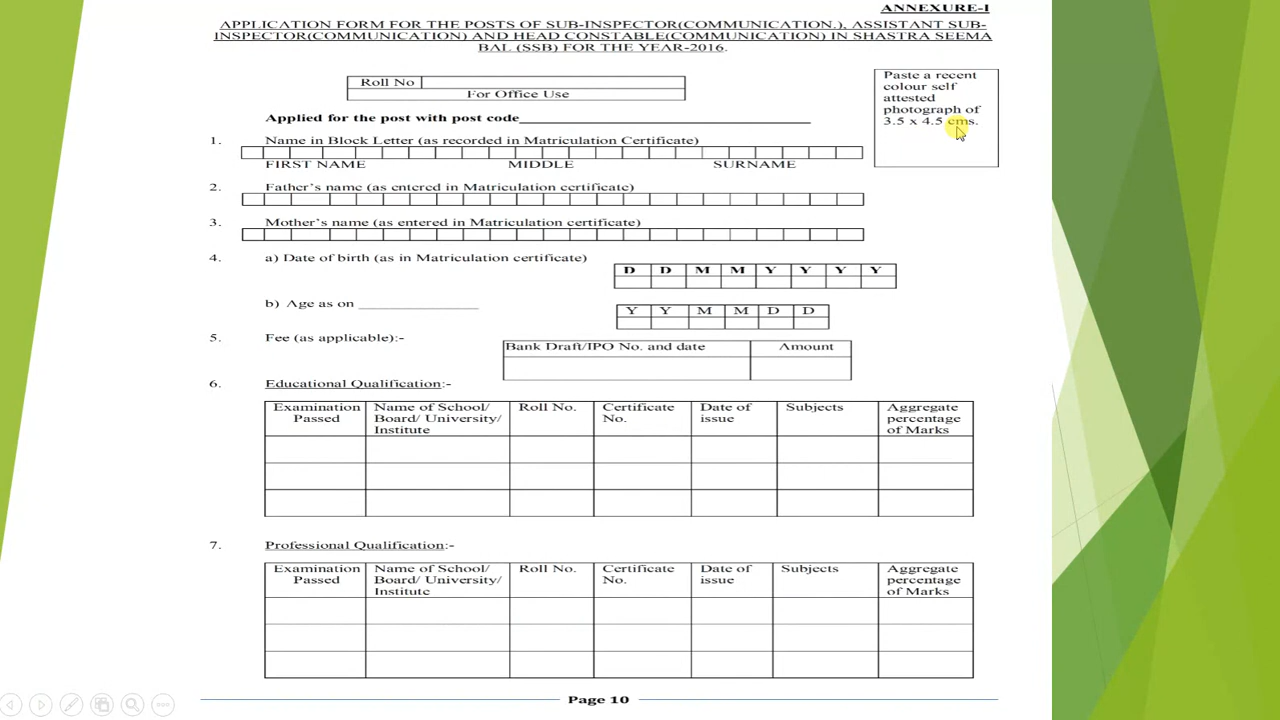 ANNEXURE-I
APPLICATION FORM FOR THE POSTS OF SUB-INSPECTOR(COMMUNICATION.), ASSISTANT SUB-
INSPECTOR(COMMUNICATION) AND HEAD CONSTABLE(COMMUNICATION) IN SHASTRA SEEMA
BAL (SSB) FOR THE YEAR-2016.
Roll No
For Office Use
Paste a recent
colour self
attested
photograph of
3.5 x 4.5 cms.
Applied for the post with post code
1. Name in Block Letter (as recorded in Matriculation Certificate)
FIRST NAME MIDDLE SURNAME
2. Father's name (as entered in Matriculation certificate)
3. Mother's name (as entered in Matriculation certificate)
4. a) Date of birth (as in Matriculation certificate)
D D M M Y Y Y Y
b) Age as on
Y Y M M D D
5. Fee (as applicable):-
Bank Draft/IPO No. and date Amount
6. Educational Qualification:-
Examination Name of School/ Roll No. Certificate Date of Subjects Aggregate
Passed Board/ University/ No. issue percentage
Institute of Marks
7. Professional Qualification:-
Examination Name of School/ Roll No. Certificate Date of Subjects Aggregate
Passed Board/ University/ No. issue percentage
Institute of Marks
Page 10